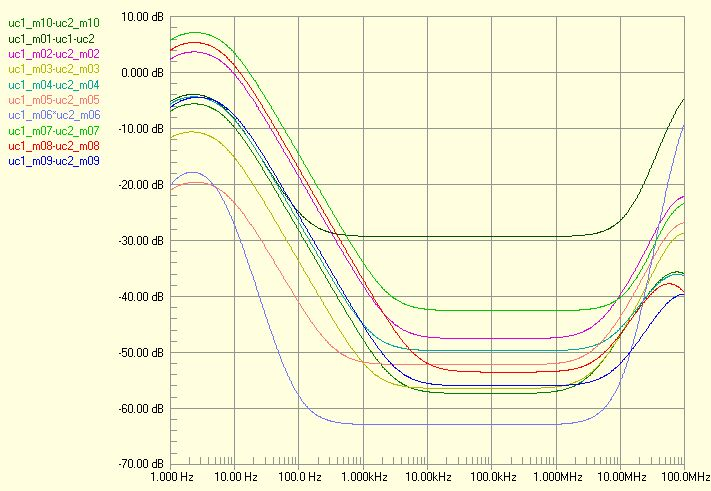 uc1_m10-uc2_m10
uc1_m01-uc1-uc2
uc1_m02-uc2_m02
uc1_m03-uc2_m03
uc1_m04-uc2_m04
uc1_m05-uc2_m05
uc1_m06*uc2_m06
uc1_m07-uc2_m07
uc1_m08-uc2_m08
uc1_m09-uc2_m09
10.00 dB
0.000 dB
-10.00 dB
-20.00 dB
-30.00 dB
-40.00 dB
-50.00 dB
-60.00 dB
-70.00 dB
1.000 Hz
10.00 Hz
100.0 Hz
1.000kHz
10.00kHz
100.0kHz
1.000MHz
10.00MHz
100.0MHz